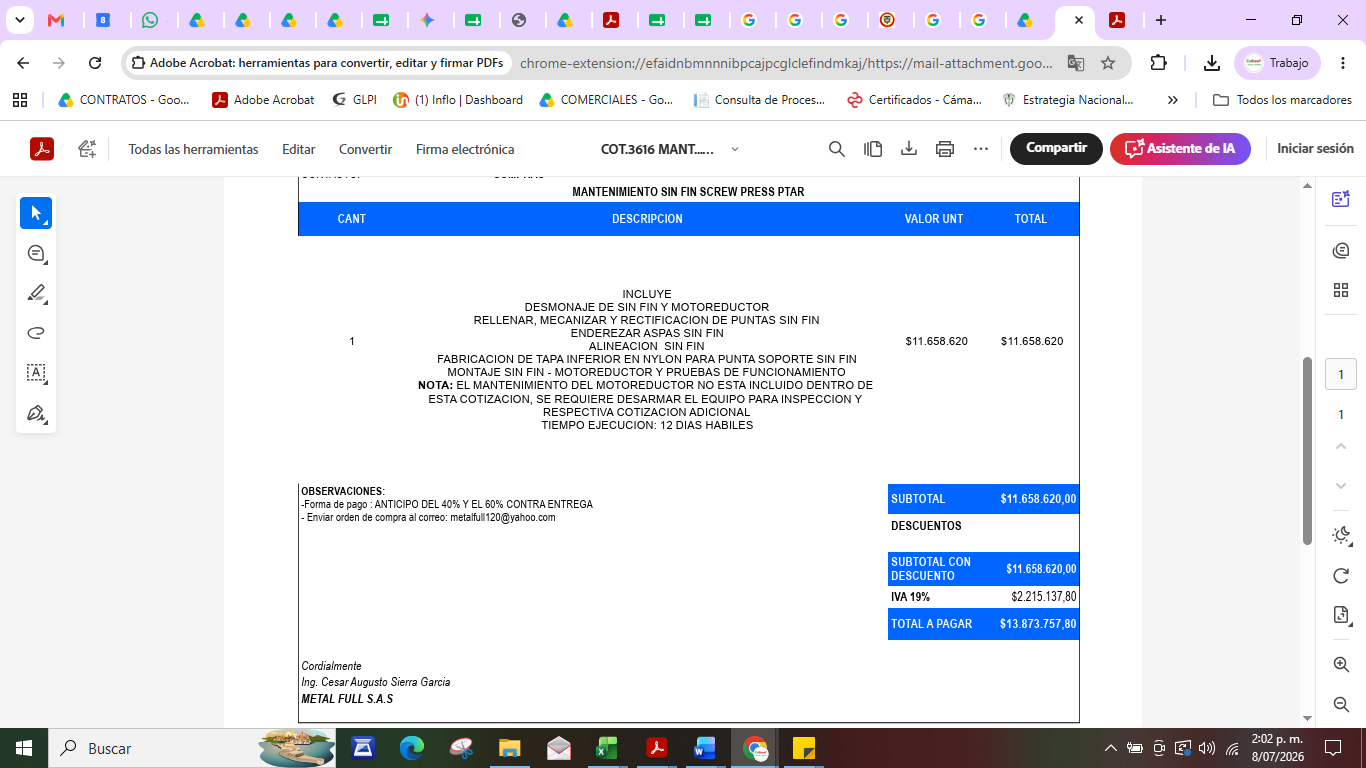 8
Adobe Acrobat: herramientas para convertir, editar y firmar PDFs
chrome-extension://efaidnbmnnnibpcajpcglclefindmkaj/https://mail-attachment.goo...
Trabajo
CONTRATOS - Goo...
Adobe Acrobat
GLPI
(1) Inflo | Dashboard
COMERCIALES - Go...
Consulta de Proces...
Certificados - Cáma...
Estrategia Nacional...
Todos los marcadores
Todas las herramientas
Editar
Convertir
Firma electrónica
COT.3616 MANT......
Compartir
Asistente de IA
Iniciar sesión
MANTENIMIENTO SIN FIN SCREW PRESS PTAR
CANT DESCRIPCION VALOR UNT TOTAL
INCLUYE
DESMONAJE DE SIN FIN Y MOTOREDUCTOR
RELLENAR, MECANIZAR Y RECTIFICACION DE PUNTAS SIN FIN
ENDEREZAR ASPAS SIN FIN
1 ALINEACION SIN FIN $11.658.620 $11.658.620
FABRICACION DE TAPA INFERIOR EN NYLON PARA PUNTA SOPORTE SIN FIN
MONTAJE SIN FIN - MOTOREDUCTOR Y PRUEBAS DE FUNCIONAMIENTO
NOTA: EL MANTENIMIENTO DEL MOTOREDUCTOR NO ESTA INCLUIDO DENTRO DE
ESTA COTIZACION, SE REQUIERE DESARMAR EL EQUIPO PARA INSPECCION Y
RESPECTIVA COTIZACION ADICIONAL
TIEMPO EJECUCION: 12 DIAS HABILES
OBSERVACIONES:
-Forma de pago : ANTICIPO DEL 40% Y EL 60% CONTRA ENTREGA
- Enviar orden de compra al correo: metalfull120@yahoo.com
SUBTOTAL $11.658.620,00
DESCUENTOS
SUBTOTAL CON DESCUENTO $11.658.620,00
IVA 19% $2.215.137,80
TOTAL A PAGAR $13.873.757,80
Cordialmente
Ing. Cesar Augusto Sierra Garcia
METAL FULL S.A.S
1
1
Buscar
2:02 p. m.
8/07/2026